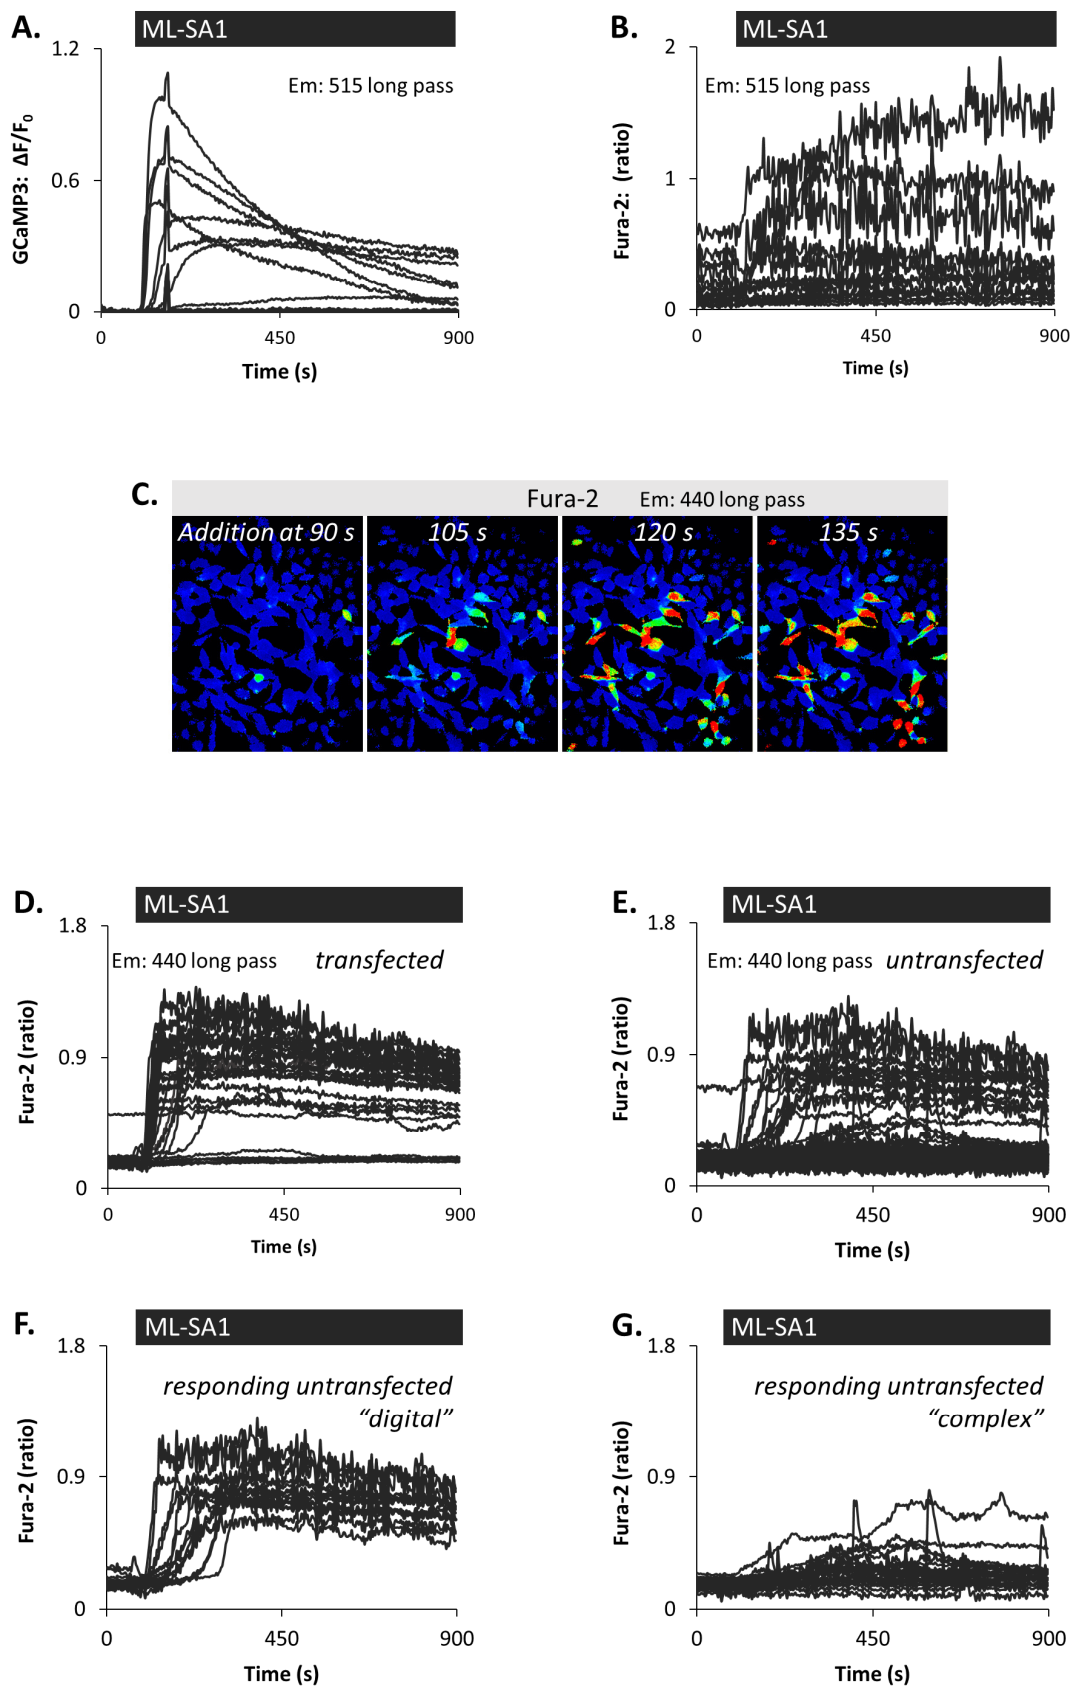 A.
ML-SA1
1.2
Em: 515 long pass
GCaMP3: ΔF/F0
0.6
0
0
450
900
Time (s)
B.
ML-SA1
2
Em: 515 long pass
Fura-2: (ratio)
1
0
0
450
900
Time (s)
C.
Fura-2 Em: 440 long pass
Addition at 90 s
105 s
120 s
135 s
D.
ML-SA1
1.8
Em: 440 long pass transfected
Fura-2 (ratio)
0.9
0
0
450
900
Time (s)
E.
ML-SA1
1.8
Em: 440 long pass untransfected
Fura-2 (ratio)
0.9
0
0
450
900
Time (s)
F.
ML-SA1
1.8
responding untransfected
“digital”
Fura-2 (ratio)
0.9
0
0
450
900
Time (s)
G.
ML-SA1
1.8
responding untransfected
“complex”
Fura-2 (ratio)
0.9
0
0
450
900
Time (s)